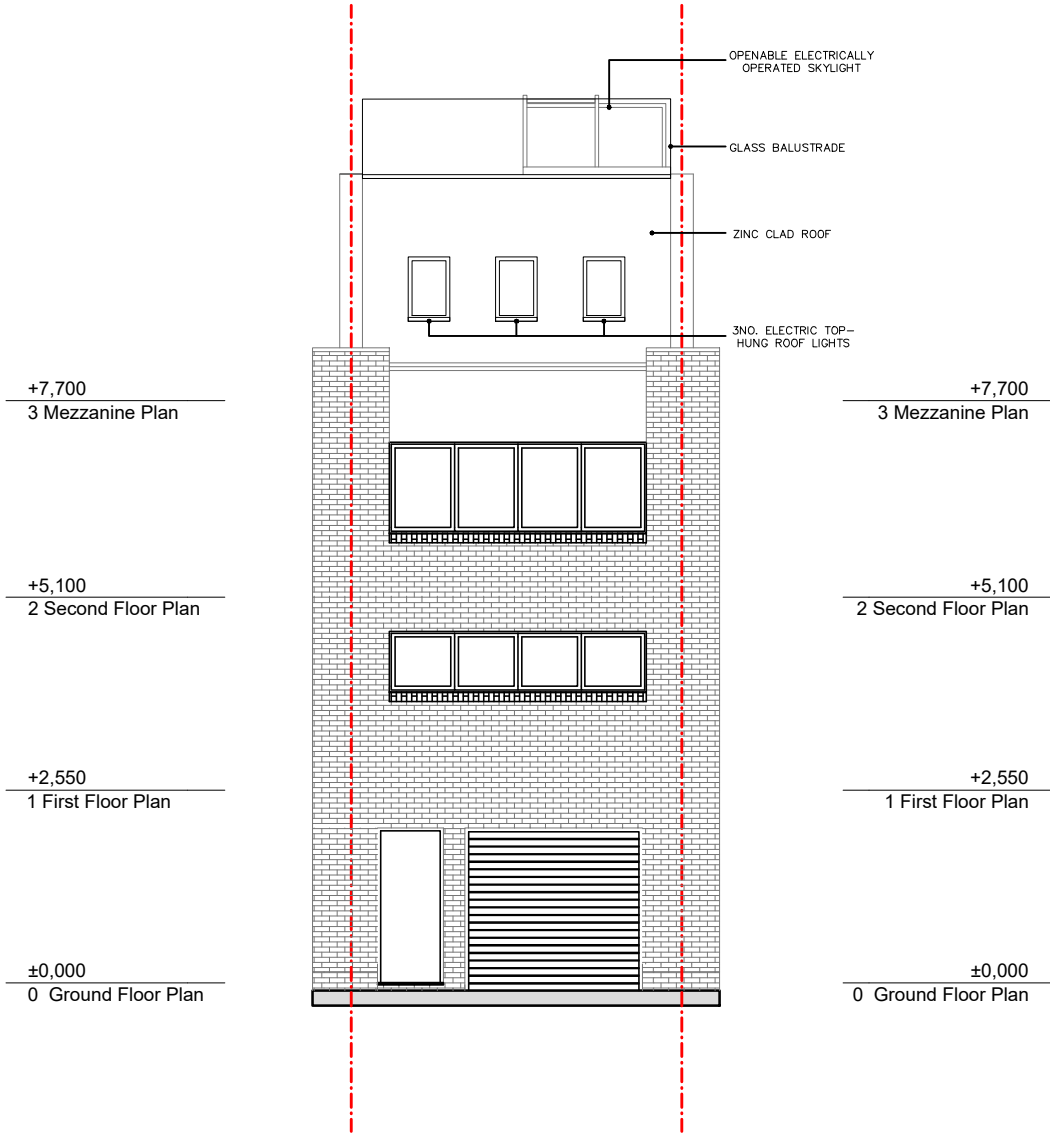 OPENABLE ELECTRICALLY
OPERATED SKYLIGHT
GLASS BALUSTRADE
ZINC CLAD ROOF
3NO. ELECTRIC TOP-
HUNG ROOF LIGHTS
+7,700
3 Mezzanine Plan
+7,700
3 Mezzanine Plan
+5,100
2 Second Floor Plan
+5,100
2 Second Floor Plan
+2,550
1 First Floor Plan
+2,550
1 First Floor Plan
±0,000
0 Ground Floor Plan
±0,000
0 Ground Floor Plan